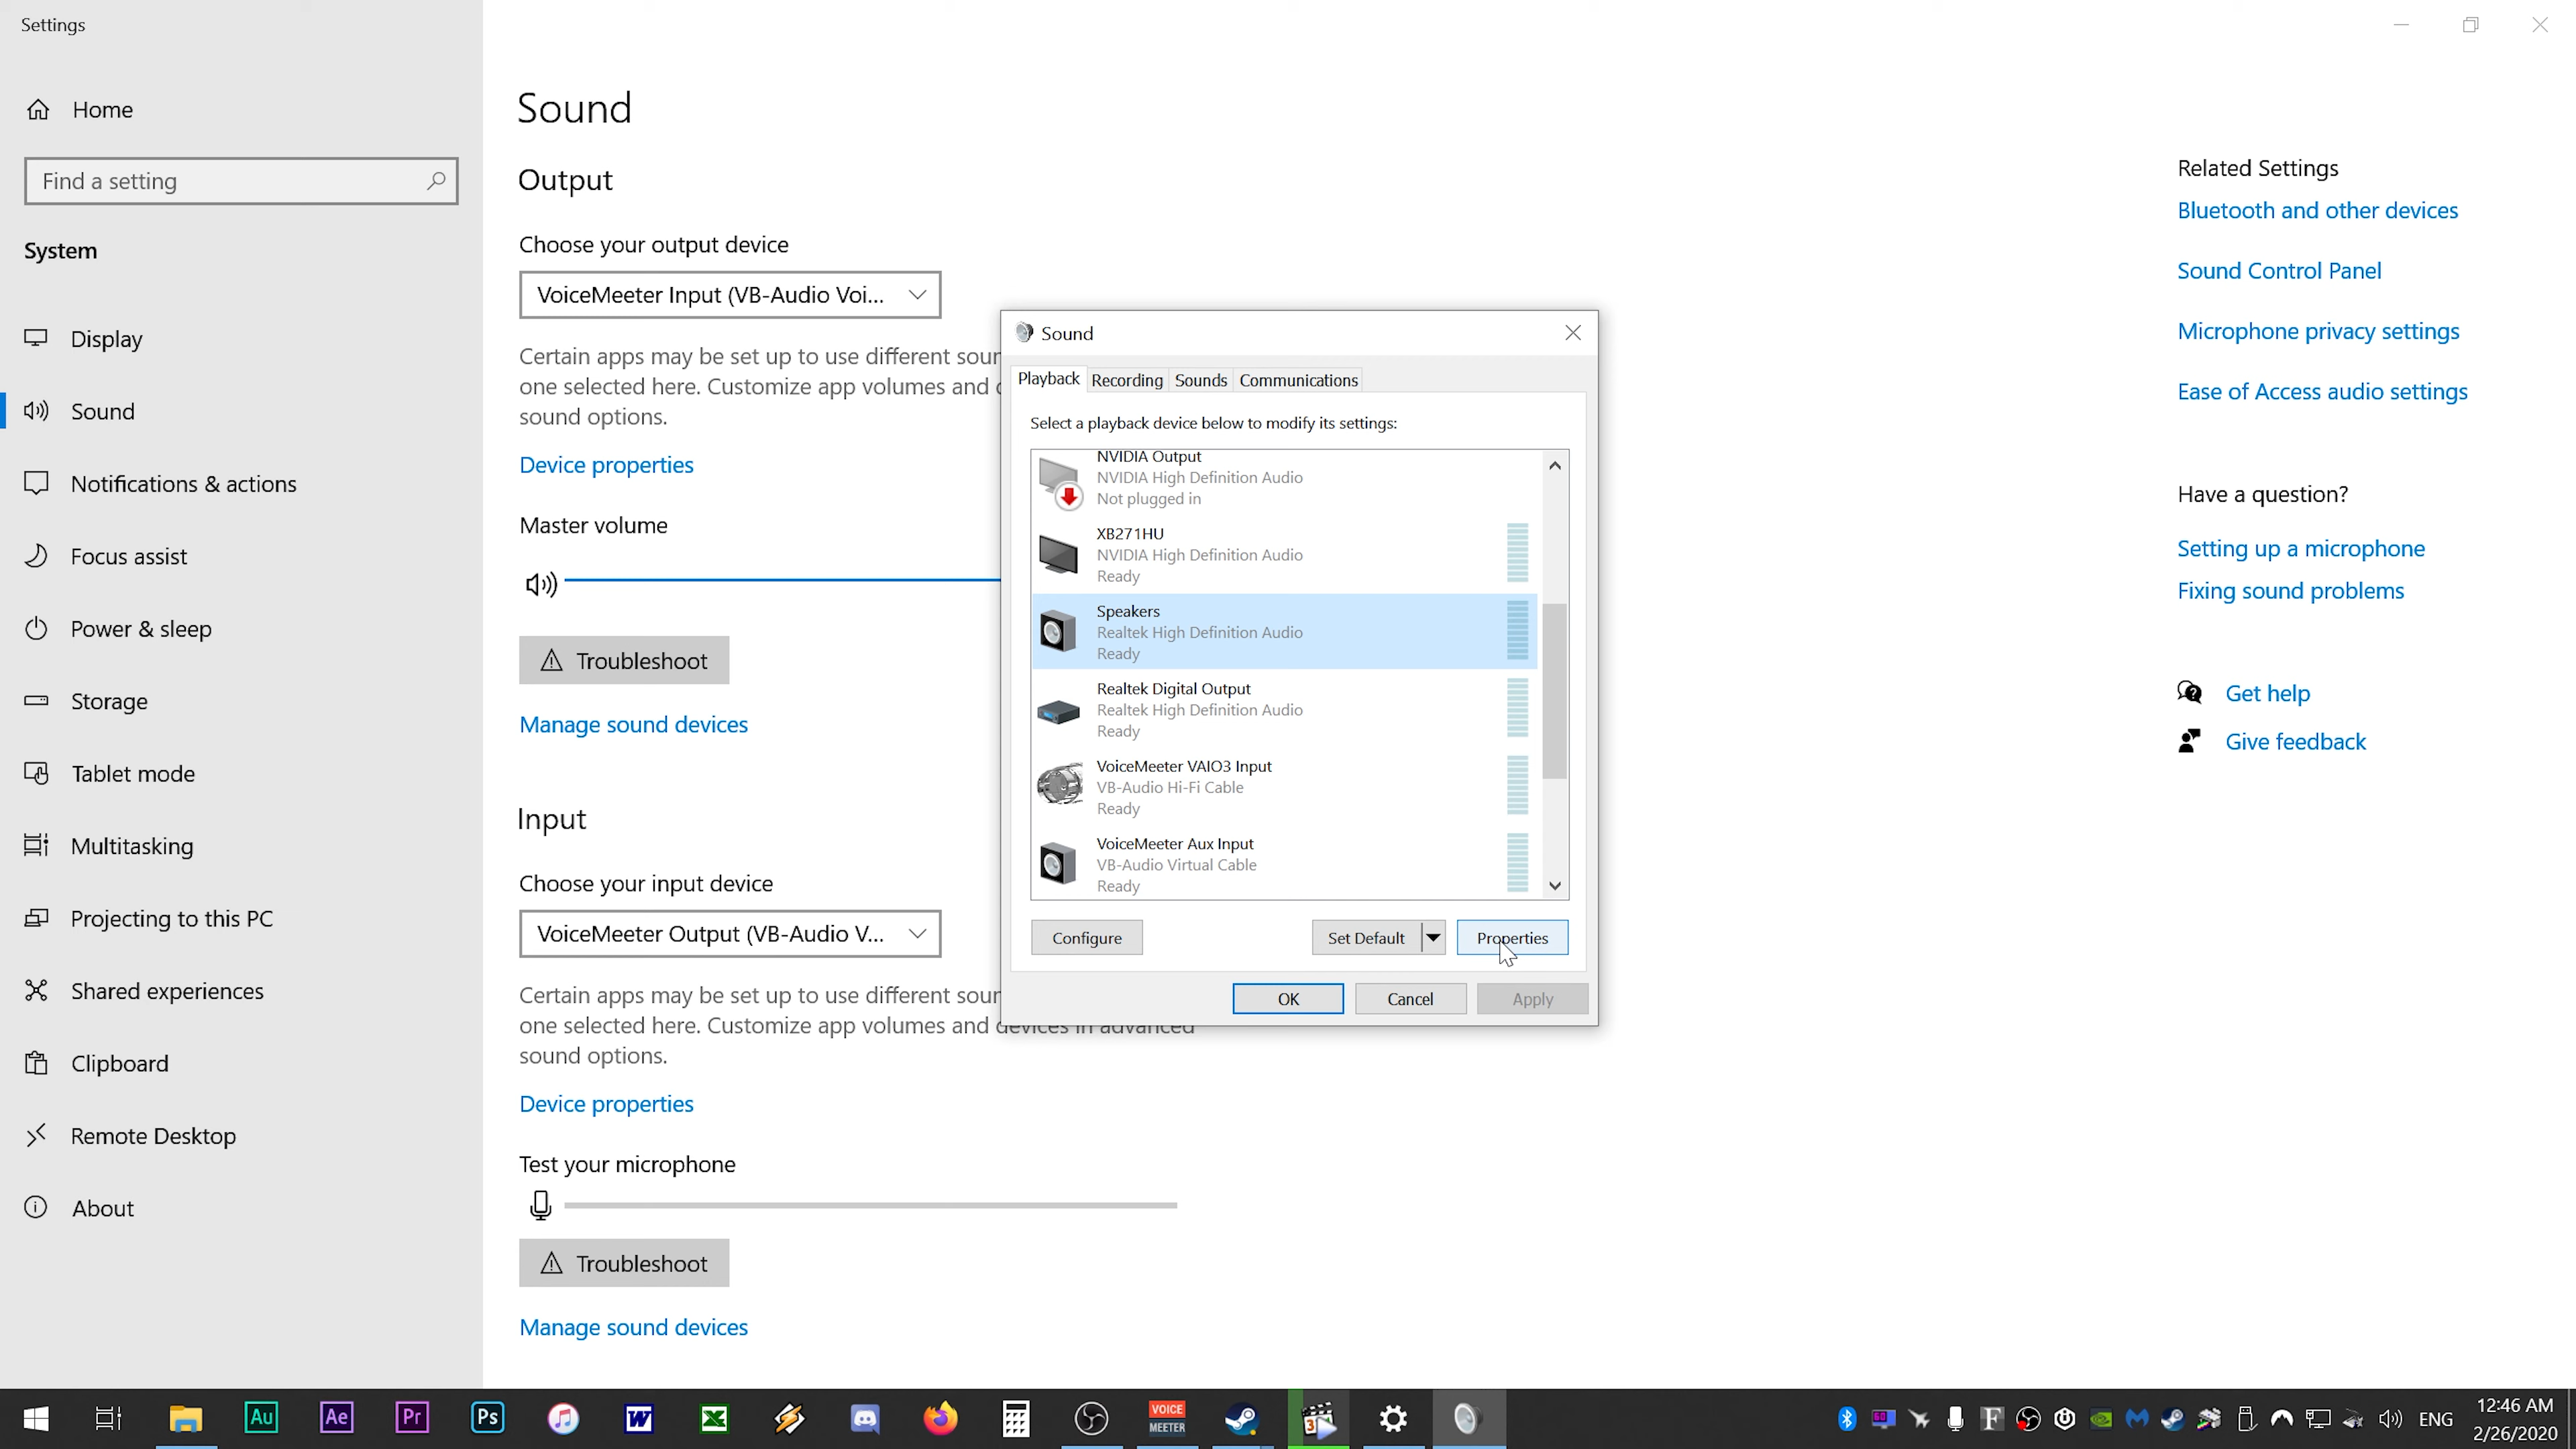 Settings
Home
Find a setting
System
Display
Sound
Notifications & actions
Focus assist
Power & sleep
Storage
Tablet mode
Multitasking
Projecting to this PC
Shared experiences
Clipboard
Remote Desktop
About
Sound
Output
Choose your output device
VoiceMeeter Input (VB-Audio Voi...
Certain apps may be set up to use different
one selected here. Customize app volumes and
sound options.
Device properties
Master volume
Troubleshoot
Manage sound devices
Input
Choose your input device
VoiceMeeter Output (VB-Audio V...
Certain apps may be set up to use different
one selected here. Customize app volumes and devices in advanced
sound options.
Device properties
Test your microphone
Troubleshoot
Manage sound devices
Sound
Playback Recording Sounds Communications
Select a playback device below to modify its settings:
NVIDIA Output
NVIDIA High Definition Audio
Not plugged in
XB271HU
NVIDIA High Definition Audio
Ready
Speakers
Realtek High Definition Audio
Ready
Realtek Digital Output
Realtek High Definition Audio
Ready
VoiceMeeter VAIO3 Input
VB-Audio Hi-Fi Cable
Ready
VoiceMeeter Aux Input
VB-Audio Virtual Cable
Ready
Configure Set Default Properties
OK Cancel Apply
Related Settings
Bluetooth and other devices
Sound Control Panel
Microphone privacy settings
Ease of Access audio settings
Have a question?
Setting up a microphone
Fixing sound problems
Get help
Give feedback
Au Ae Pr Ps W X
VOICE
MEETER
3
60
F
ENG
12:46 AM
2/26/2020